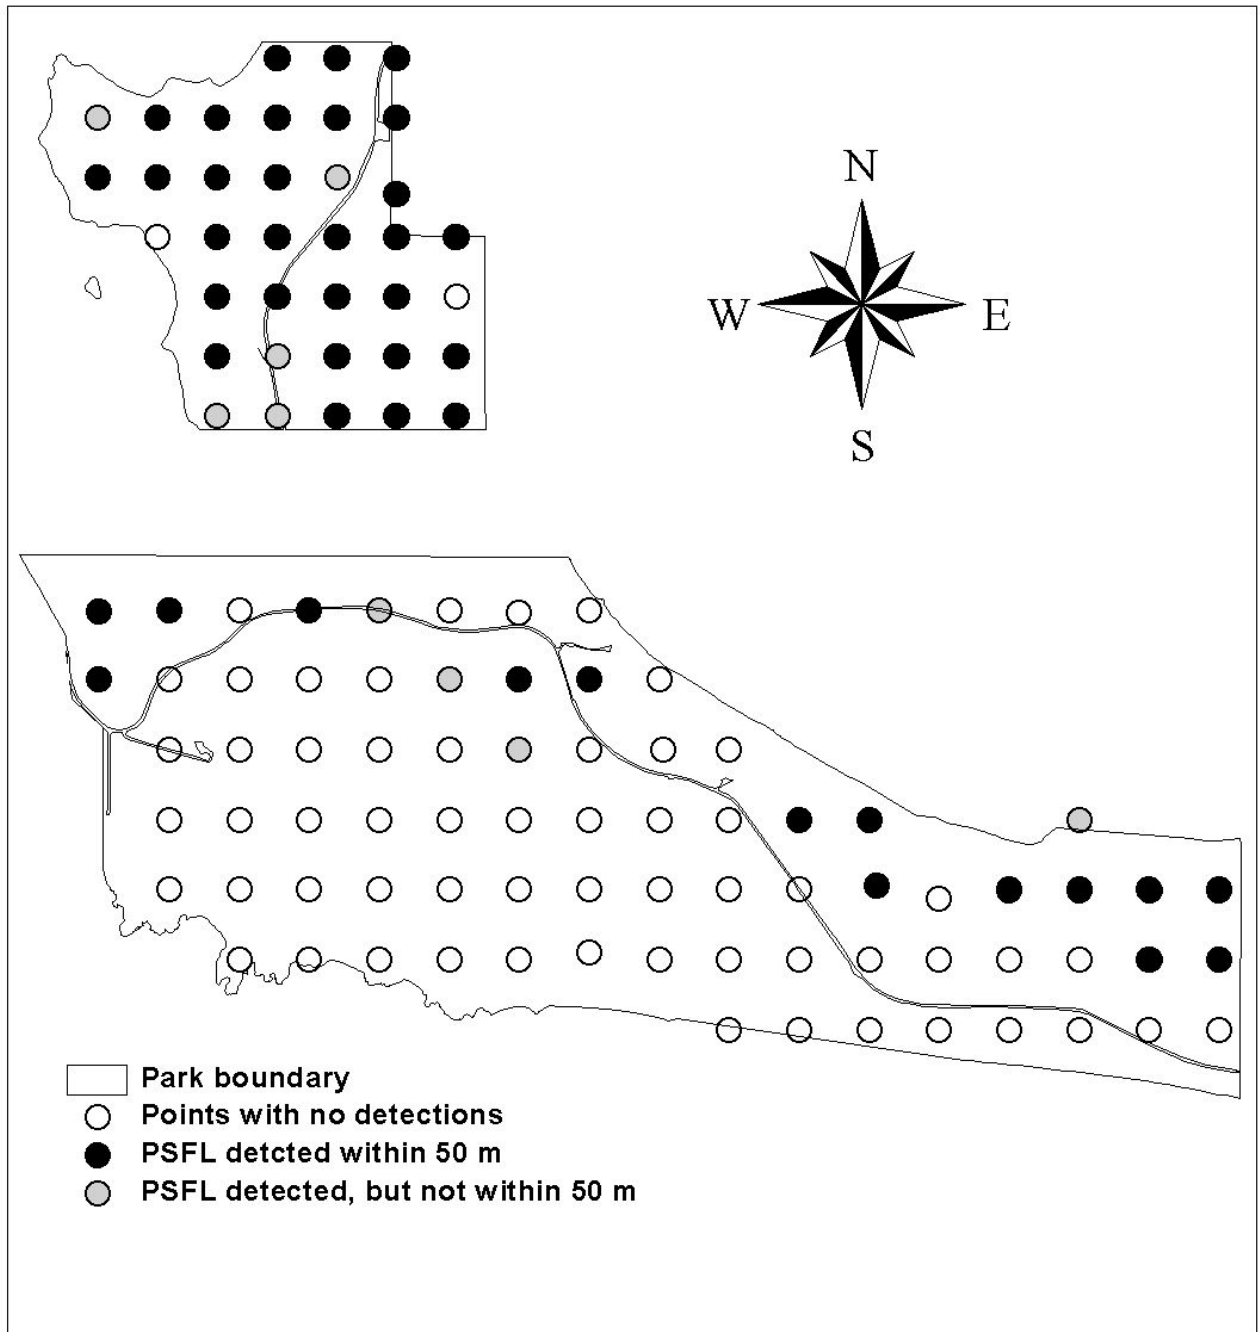 N
W
E
S
Park boundary
Points with no detections
PSFL detcted within 50 m
PSFL detected, but not within 50 m